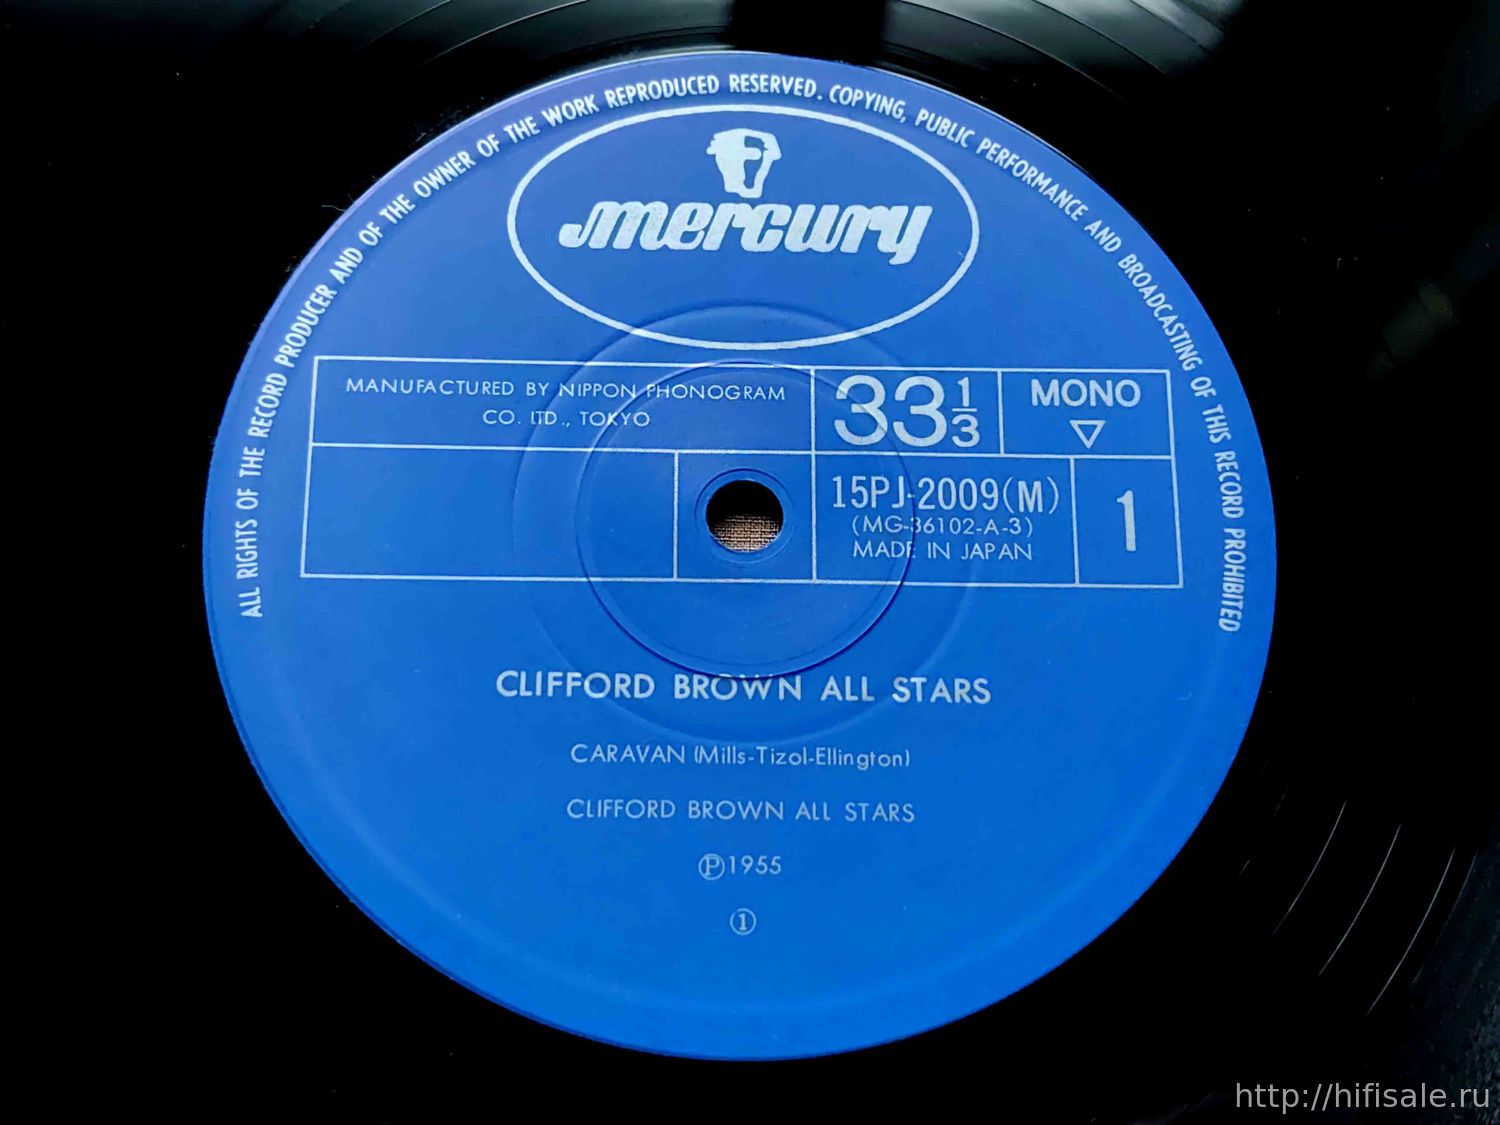 ALL RIGHTS OF THE RECORD PRODUCER AND OF THE OWNER OF THE WORK REPRODUCED RESERVED. COPYING, PUBLIC PERFORMANCE AND BROADCASTING OF THIS RECORD PROHIBITED
mercury
MANUFACTURED BY NIPPON PHONOGRAM
CO. LTD., TOKYO
33 1/3
MONO
▽
15PJ-2009(M)
(MG-36102-A-3)
MADE IN JAPAN
1
CLIFFORD BROWN ALL STARS
CARAVAN (Mills-Tizol-Ellington)
CLIFFORD BROWN ALL STARS
Ⓟ1955
①
http://hifisale.ru